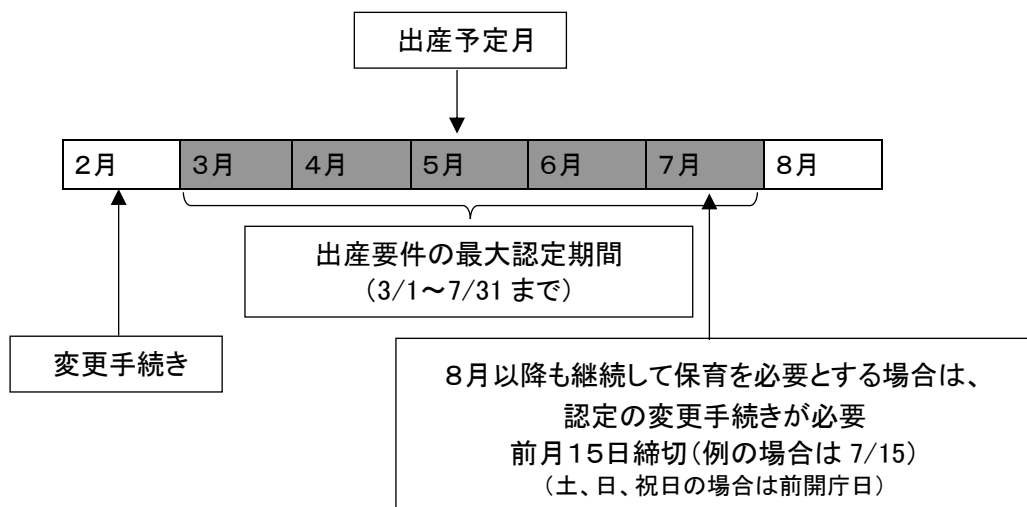 出産予定月
２月
３月
４月
５月
６月
７月
８月
出産要件の最大認定期間
（3/1～7/31 まで）
変更手続き
８月以降も継続して保育を必要とする場合は、
認定の変更手続きが必要
前月１５日締切（例の場合は 7/15）
（土、日、祝日の場合は前開庁日）